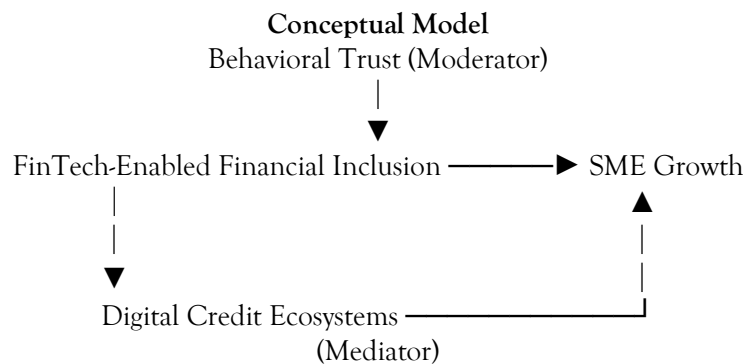 Conceptual Model
Behavioral Trust (Moderator)
FinTech-Enabled Financial Inclusion SME Growth
Digital Credit Ecosystems
(Mediator)